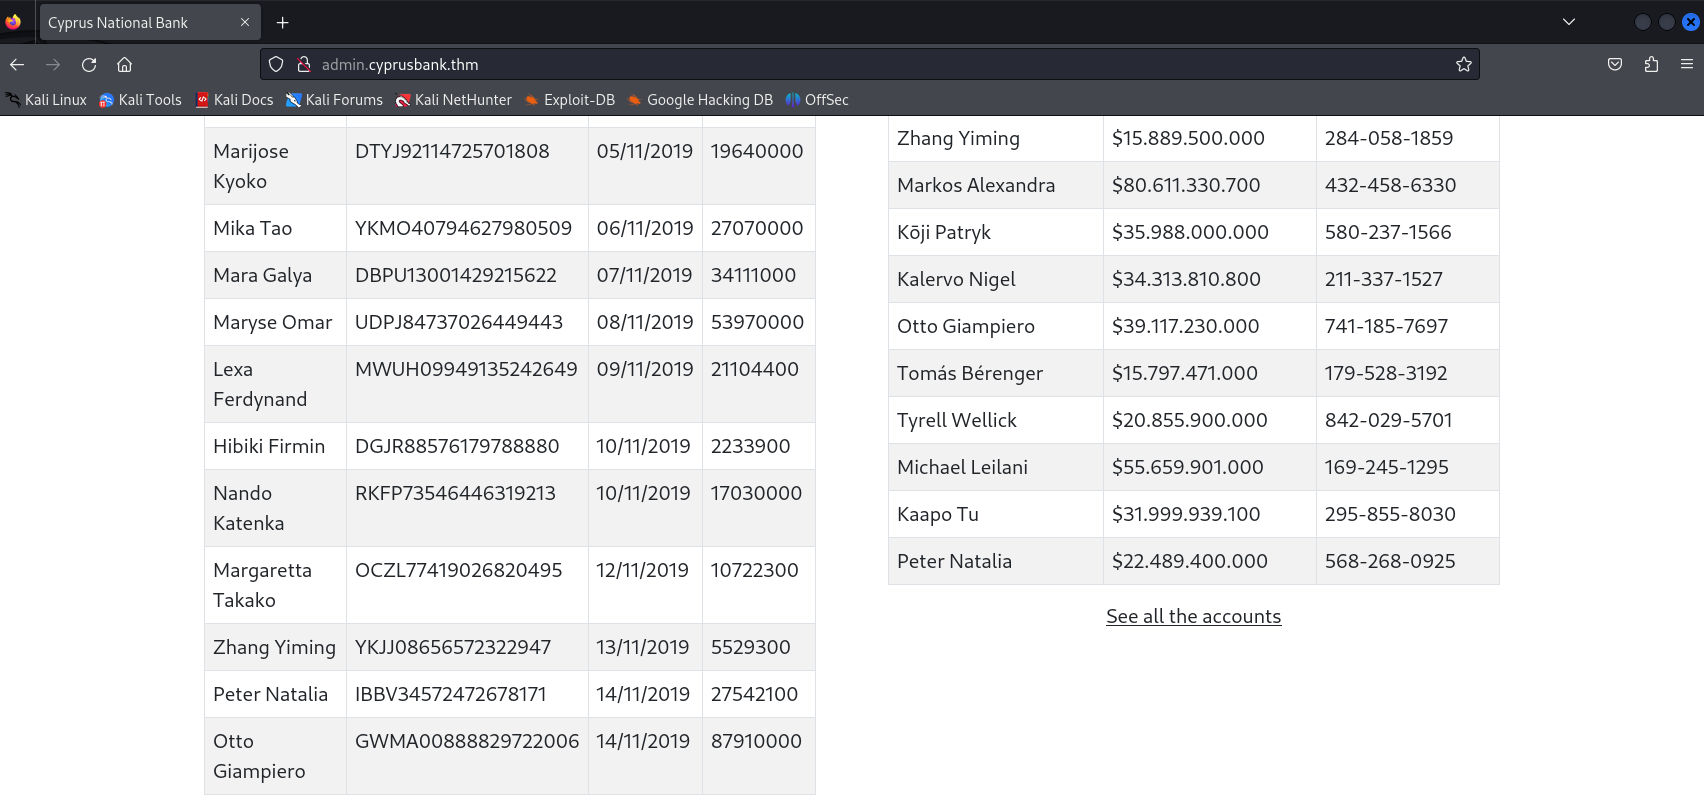 Cyprus National Bank
admin.cyprusbank.thm
Kali Linux Kali Tools Kali Docs Kali Forums Kali NetHunter Exploit-DB Google Hacking DB OffSec
Marijose Kyoko DTYJ92114725701808 05/11/2019 19640000
Mika Tao YKMO40794627980509 06/11/2019 27070000
Mara Galya DBPU13001429215622 07/11/2019 34111000
Maryse Omar UDPJ84737026449443 08/11/2019 53970000
Lexa Ferdynand MWUH09949135242649 09/11/2019 21104400
Hibiki Firmin DGJR88576179788880 10/11/2019 2233900
Nando Katenka RKFP73546446319213 10/11/2019 17030000
Margaretta Takako OCZL77419026820495 12/11/2019 10722300
Zhang Yiming YKJJ08656572322947 13/11/2019 5529300
Peter Natalia IBBV34572472678171 14/11/2019 27542100
Otto Giampiero GWMA00888829722006 14/11/2019 87910000
Zhang Yiming $15.889.500.000 284-058-1859
Markos Alexandra $80.611.330.700 432-458-6330
Kōji Patryk $35.988.000.000 580-237-1566
Kalervo Nigel $34.313.810.800 211-337-1527
Otto Giampiero $39.117.230.000 741-185-7697
Tomás Bérenger $15.797.471.000 179-528-3192
Tyrell Wellick $20.855.900.000 842-029-5701
Michael Leilani $55.659.901.000 169-245-1295
Kaapo Tu $31.999.939.100 295-855-8030
Peter Natalia $22.489.400.000 568-268-0925
See all the accounts